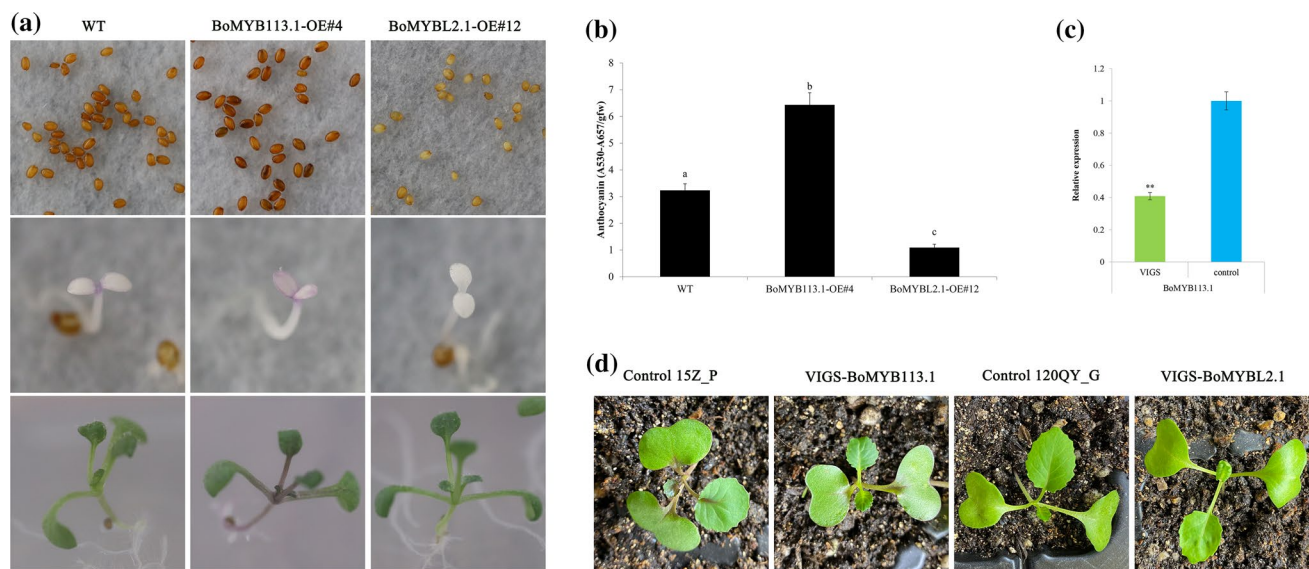 (a)
WT
BoMYB113.1-OE#4
BoMYBL2.1-OE#12
(b)
Anthocyanin (A530-A657/gfw)
8
7
6
5
4
3
2
1
0
a
b
c
WT
BoMYB113.1-OE#4
BoMYBL2.1-OE#12
(c)
Relative expression
1.2
1
0.8
0.6
0.4
0.2
0
**
VIGS
control
BoMYB113.1
(d)
Control 15Z_P
VIGS-BoMYB113.1
Control 120QY_G
VIGS-BoMYBL2.1